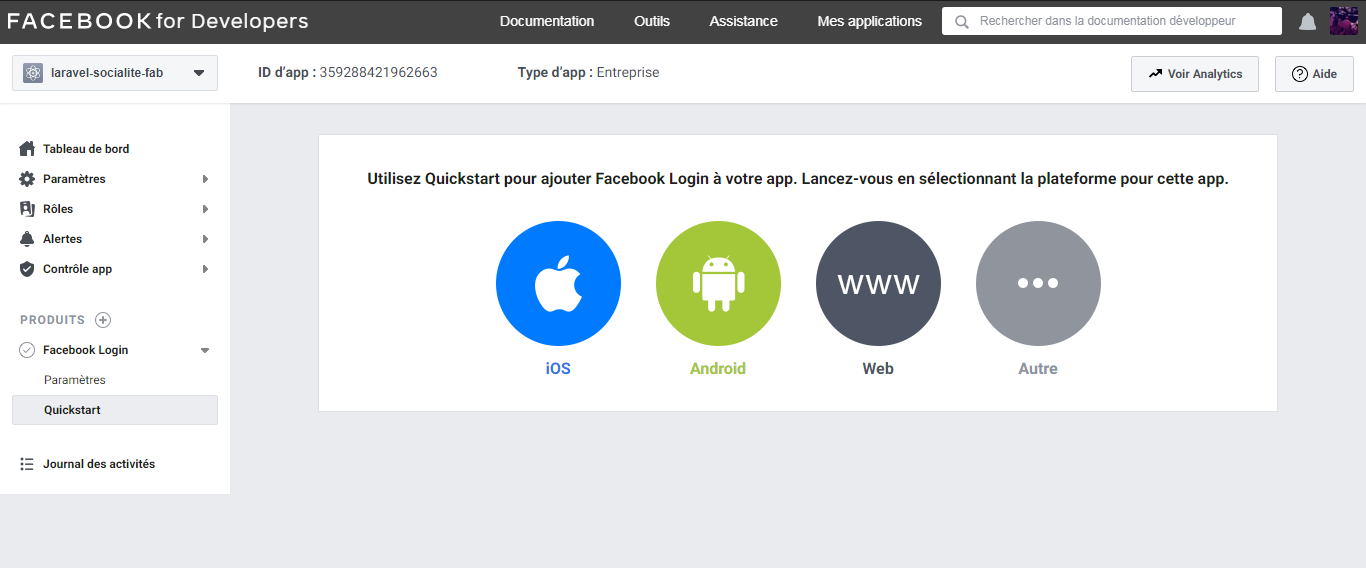 FACEBOOK for Developers
Documentation
Outils
Assistance
Mes applications
Rechercher dans la documentation développeur
laravel-socialite-fab
ID d’app : 359288421962663
Type d’app : Entreprise
Voir Analytics
Aide
Tableau de bord
Paramètres
Rôles
Alertes
Contrôle app
PRODUITS
Facebook Login
Paramètres
Quickstart
Journal des activités
Utilisez Quickstart pour ajouter Facebook Login à votre app. Lancez-vous en sélectionnant la plateforme pour cette app.
WWW
iOS
Android
Web
Autre